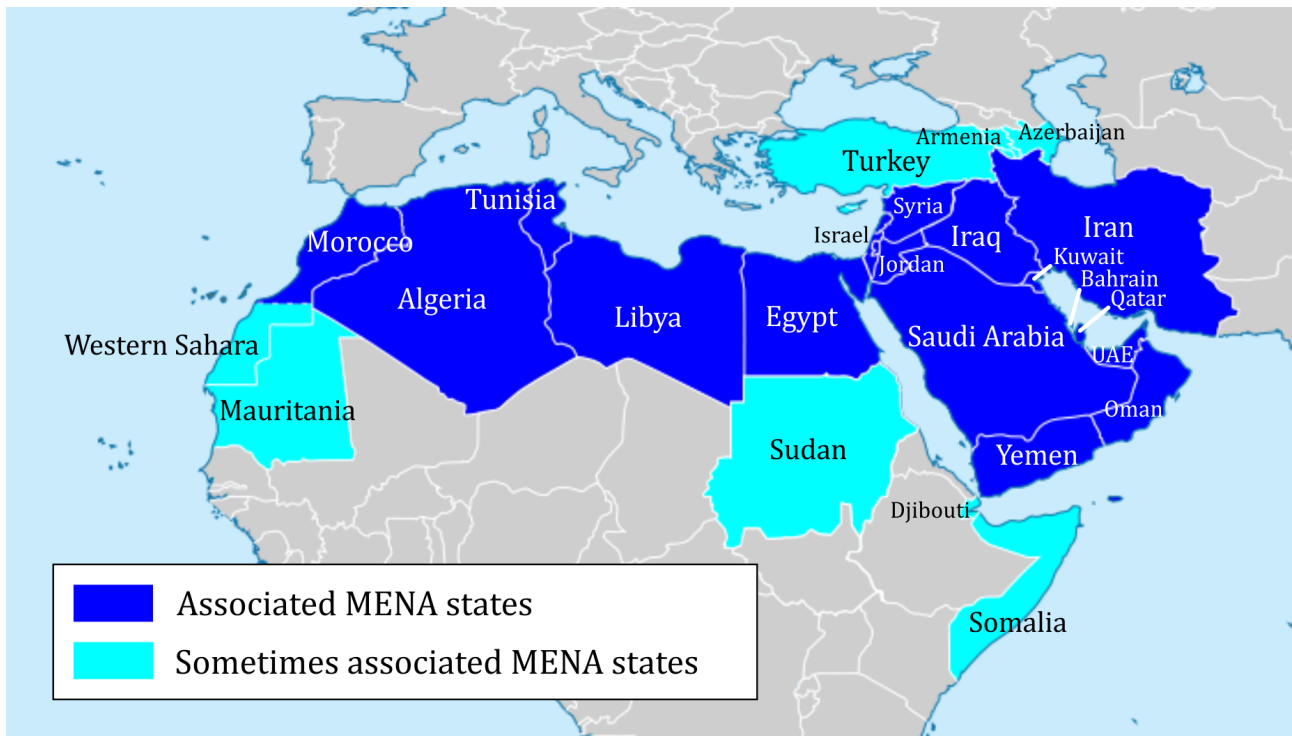 Armenia
Azerbaijan
Turkey
Tunisia
Syria
Morocco
Israel
Iraq
Iran
Jordan
Kuwait
Bahrain
Qatar
Algeria
Libya
Egypt
Saudi Arabia
Western Sahara
UAE
Mauritania
Oman
Sudan
Yemen
Djibouti
Somalia
Associated MENA states
Sometimes associated MENA states